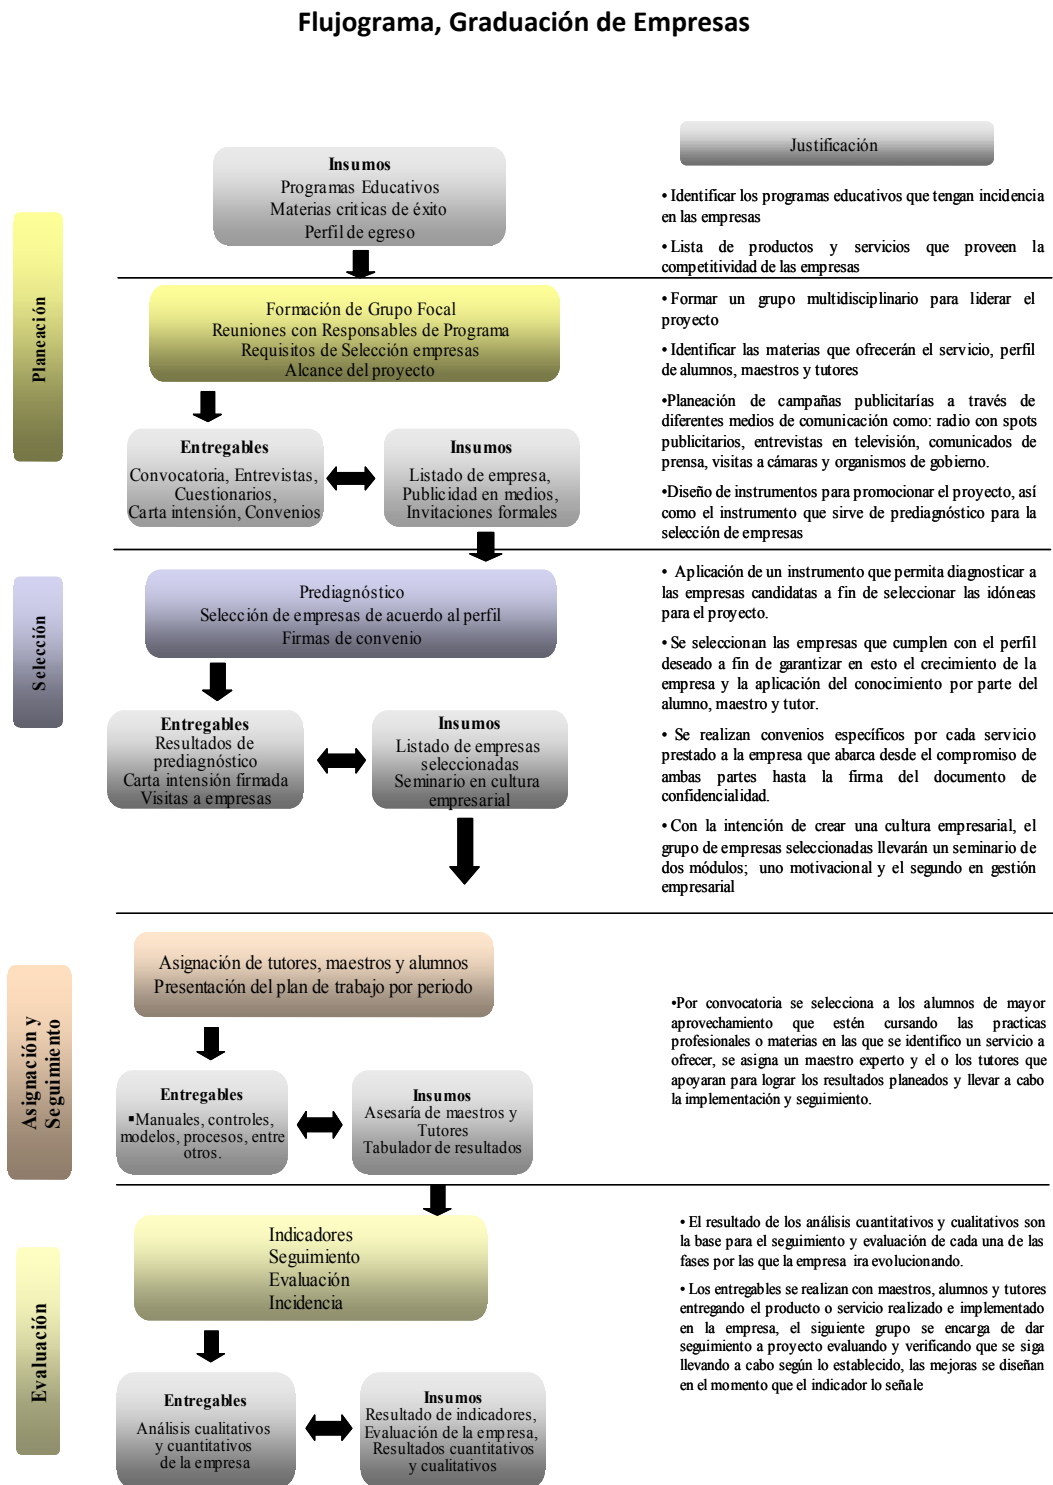 Flujograma, Graduación de Empresas
Justificación
Insumos
Programas Educativos
Materias criticas de éxito
Perfil de egreso
• Identificar los programas educativos que tengan incidencia
en las empresas
• Lista de productos y servicios que proveen la
competitividad de las empresas
Planeación
Formación de Grupo Focal
Reuniones con Responsables de Programa
Requisitos de Selección empresas
Alcance del proyecto
Entregables
Convocatoria, Entrevistas,
Cuestionarios,
Carta intensión, Convenios
Insumos
Listado de empresa,
Publicidad en medios,
Invitaciones formales
• Formar un grupo multidisciplinario para liderar el
proyecto
• Identificar las materias que ofrecerán el servicio, perfil
de alumnos, maestros y tutores
•Planeación de campañas publicitarías a través de
diferentes medios de comunicación como: radio con spots
publicitarios, entrevistas en televisión, comunicados de
prensa, visitas a cámaras y organismos de gobierno.
•Diseño de instrumentos para promocionar el proyecto, así
como el instrumento que sirve de prediagnóstico para la
selección de empresas
Selección
Prediagnóstico
Selección de empresas de acuerdo al perfil
Firmas de convenio
Entregables
Resultados de
prediagnóstico
Carta intensión firmada
Visitas a empresas
Insumos
Listado de empresas
seleccionadas
Seminario en cultura
empresarial
• Aplicación de un instrumento que permita diagnosticar a
las empresas candidatas a fin de seleccionar las idóneas
para el proyecto.
• Se seleccionan las empresas que cumplen con el perfil
deseado a fin de garantizar en esto el crecimiento de la
empresa y la aplicación del conocimiento por parte del
alumno, maestro y tutor.
• Se realizan convenios específicos por cada servicio
prestado a la empresa que abarca desde el compromiso de
ambas partes hasta la firma del documento de
confidencialidad.
• Con la intención de crear una cultura empresarial, el
grupo de empresas seleccionadas llevarán un seminario de
dos módulos; uno motivacional y el segundo en gestión
empresarial
Asignación y
Seguimiento
Asignación de tutores, maestros y alumnos
Presentación del plan de trabajo por periodo
Entregables
▪Manuales, controles,
modelos, procesos, entre
otros.
Insumos
Asesaría de maestros y
Tutores
Tabulador de resultados
•Por convocatoria se selecciona a los alumnos de mayor
aprovechamiento que estén cursando las practicas
profesionales o materias en las que se identifico un servicio a
ofrecer, se asigna un maestro experto y el o los tutores que
apoyaran para lograr los resultados planeados y llevar a cabo
la implementación y seguimiento.
Evaluación
Indicadores
Seguimiento
Evaluación
Incidencia
Entregables
Análisis cualitativos
y cuantitativos
de la empresa
Insumos
Resultado de indicadores,
Evaluación de la empresa,
Resultados cuantitativos
y cualitativos
• El resultado de los análisis cuantitativos y cualitativos son
la base para el seguimiento y evaluación de cada una de las
fases por las que la empresa ira evolucionando.
• Los entregables se realizan con maestros, alumnos y tutores
entregando el producto o servicio realizado e implementado
en la empresa, el siguiente grupo se encarga de dar
seguimiento a proyecto evaluando y verificando que se siga
llevando a cabo según lo establecido, las mejoras se diseñan
en el momento que el indicador lo señale